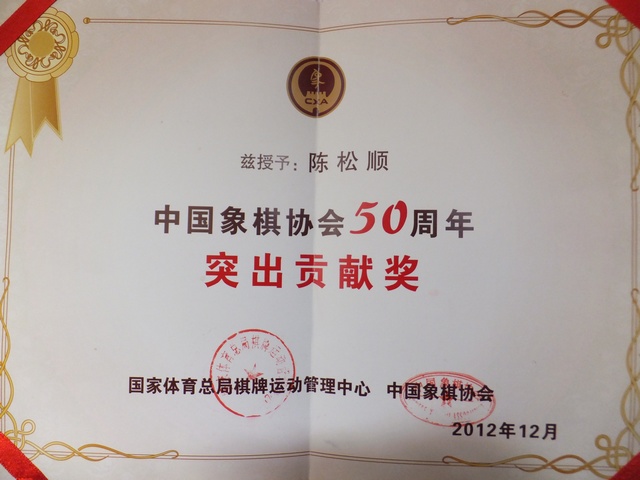 象
CXA
兹授予：陈松顺
中国象棋协会50周年
突出贡献奖
国家体育总局棋牌运动管理中心 中国象棋协会
2012年12月